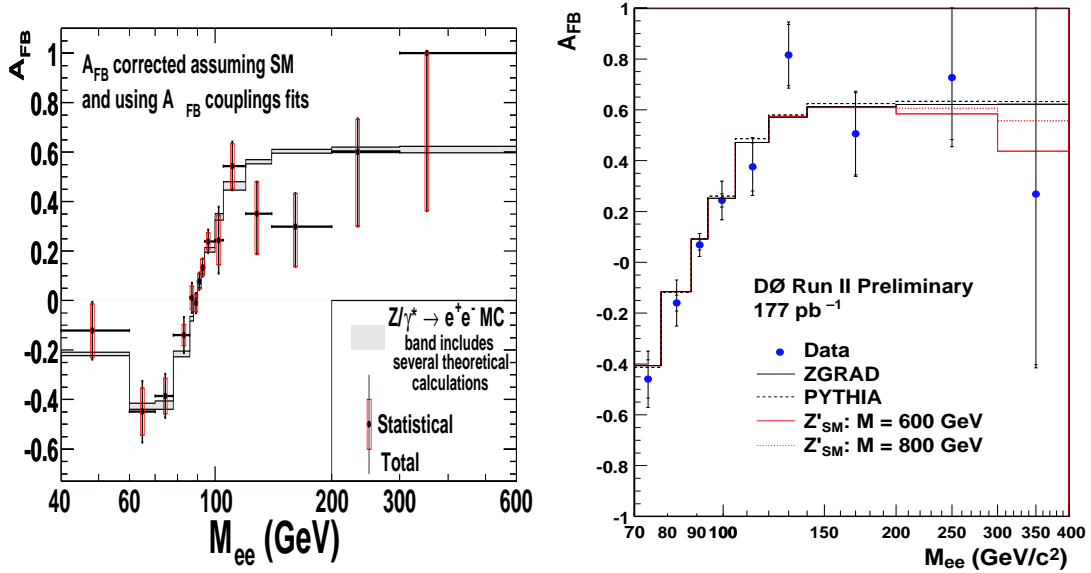 A_FB
1
0.8
0.6
0.4
0.2
0
-0.2
-0.4
-0.6
A_FB corrected assuming SM
and using A_FB couplings fits
Z/γ* → e⁺e⁻ MC
band includes
several theoretical
calculations
Statistical
Total
40 60 100 200 300 600
M_ee (GeV)
A_FB
1
0.8
0.6
0.4
0.2
-0
-0.2
-0.4
-0.6
-0.8
-1
DØ Run II Preliminary
177 pb⁻¹
Data
ZGRAD
PYTHIA
Z'_SM: M = 600 GeV
Z'_SM: M = 800 GeV
70 80 90 100 200 300 400
M_ee (GeV/c²)